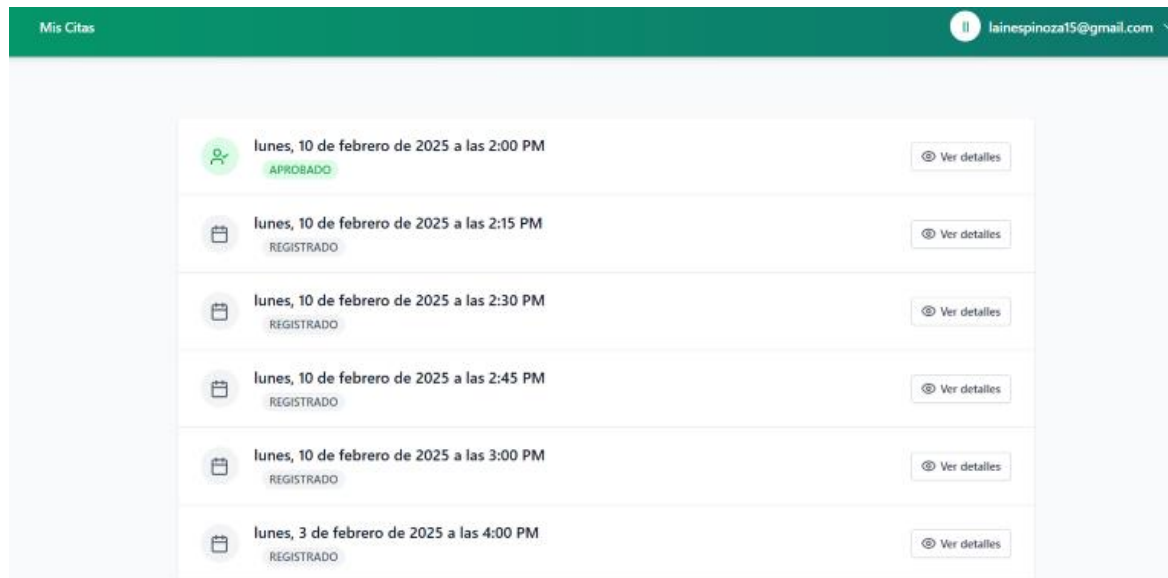 Mis Citas
II lainespinoza15@gmail.com
lunes, 10 de febrero de 2025 a las 2:00 PM
APROBADO
Ver detalles
lunes, 10 de febrero de 2025 a las 2:15 PM
REGISTRADO
Ver detalles
lunes, 10 de febrero de 2025 a las 2:30 PM
REGISTRADO
Ver detalles
lunes, 10 de febrero de 2025 a las 2:45 PM
REGISTRADO
Ver detalles
lunes, 10 de febrero de 2025 a las 3:00 PM
REGISTRADO
Ver detalles
lunes, 3 de febrero de 2025 a las 4:00 PM
REGISTRADO
Ver detalles